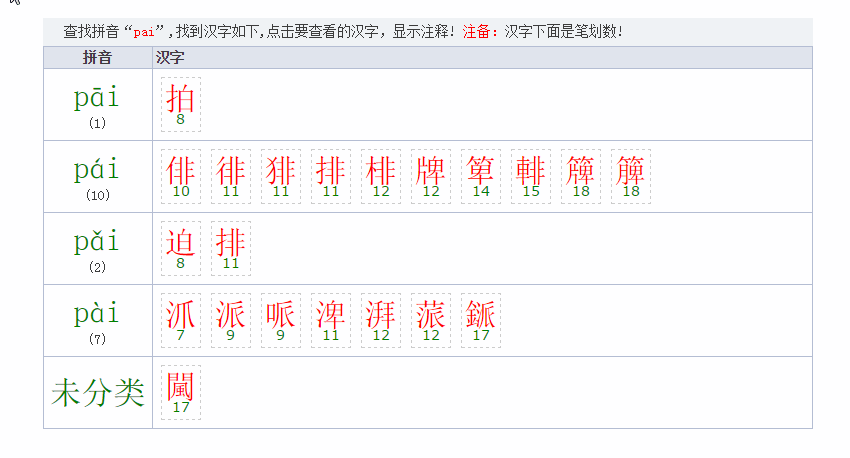 查找拼音“pai”,找到汉字如下,点击要查看的汉字，显示注释! 注备：汉字下面是笔划数!
拼音 汉字
pāi 拍
(1) 8
pái 俳 徘 猅 排 棑 牌 箄 輫 簰 簲
(10) 10 11 11 11 12 12 14 15 18 18
pǎi 迫 排
(2) 8 11
pài 沠 派 哌 渒 湃 蒎 鎃
(7) 7 9 9 11 12 12 17
未分类 闏
17